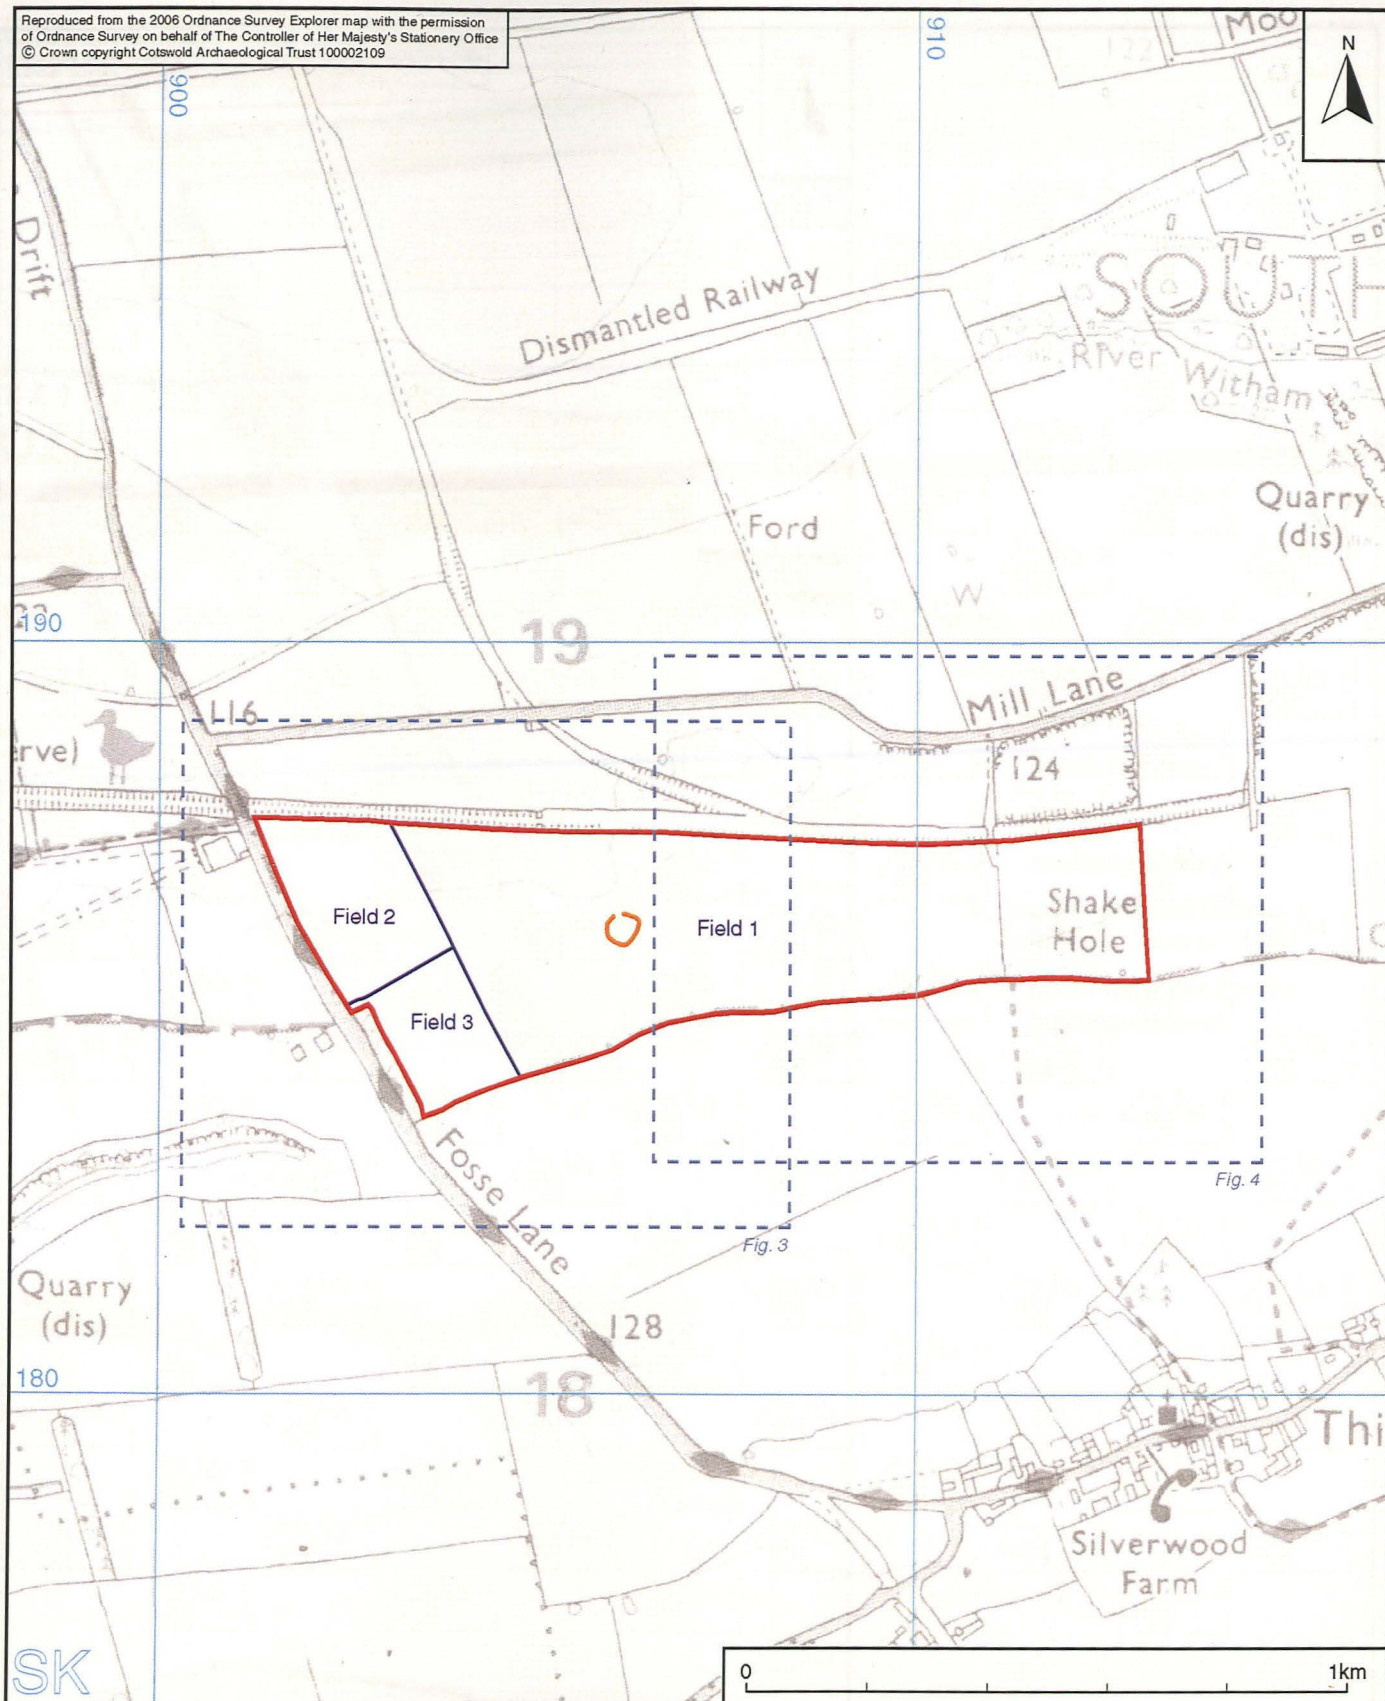 Reproduced from the 2006 Ordnance Survey Explorer map with the permission
of Ordnance Survey on behalf of The Controller of Her Majesty's Stationery Office
© Crown copyright Cotswold Archaeological Trust 100002109
900
910
N
Moo
122
Drift
SOUTH
Dismantled Railway
River Witham
Quarry
(dis)
Ford
W
190
19
116
Mill Lane
124
erve)
Field 2
Field 1
Shake
Hole
Field 3
Fosse Lane
Fig. 4
Fig. 3
Quarry
(dis)
128
180
18
Thi
Silverwood
Farm
SK
0
1km